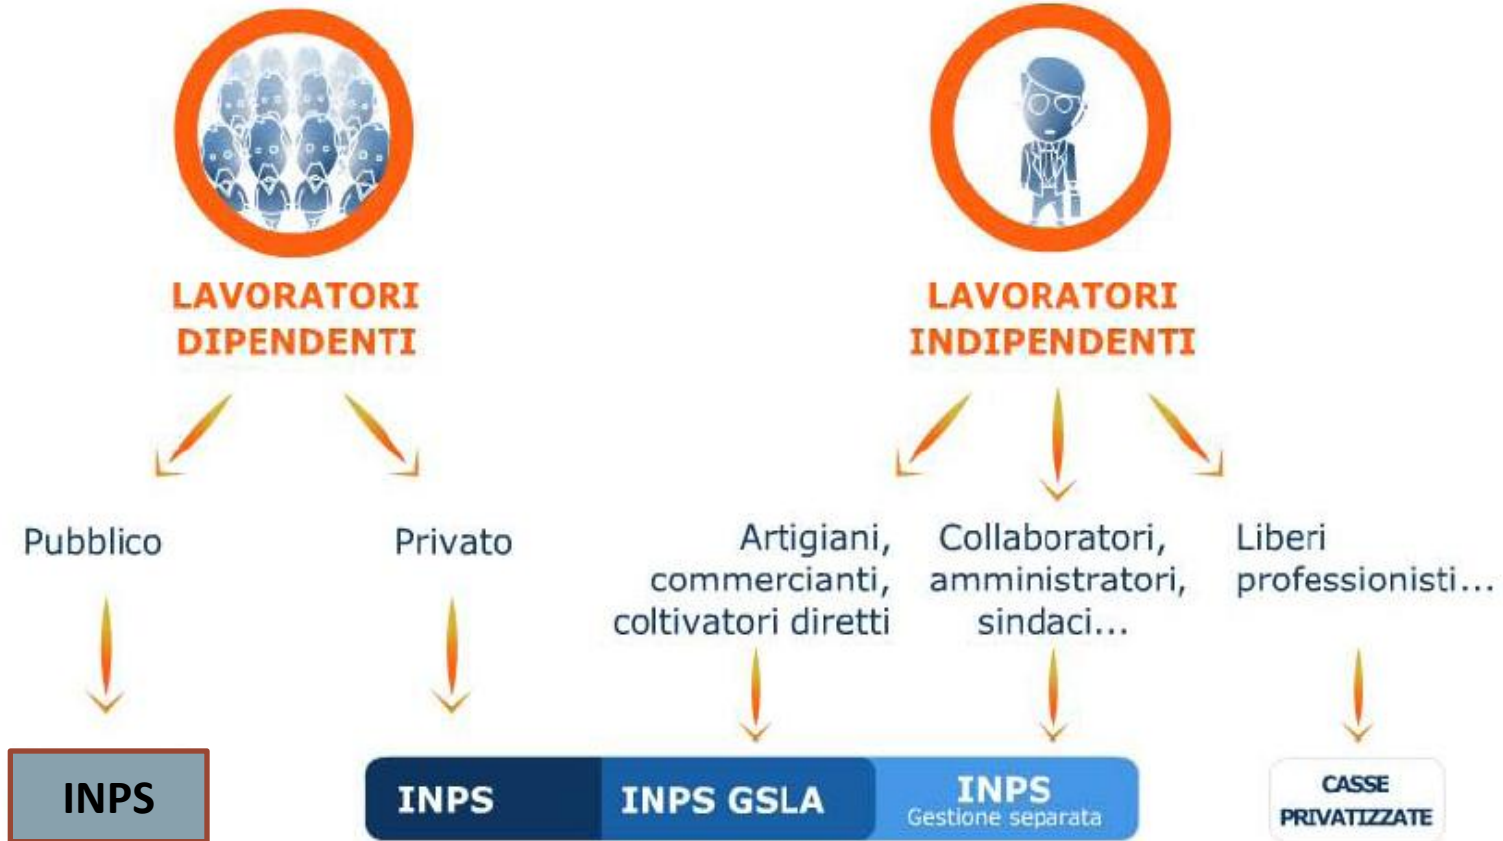 LAVORATORI
DIPENDENTI
LAVORATORI
INDIPENDENTI
Pubblico
Privato
Artigiani,
commercianti,
coltivatori diretti
Collaboratori,
amministratori,
sindaci...
Liberi
professionisti...
INPS
INPS
INPS GSLA
INPS
Gestione separata
CASSE
PRIVATIZZATE